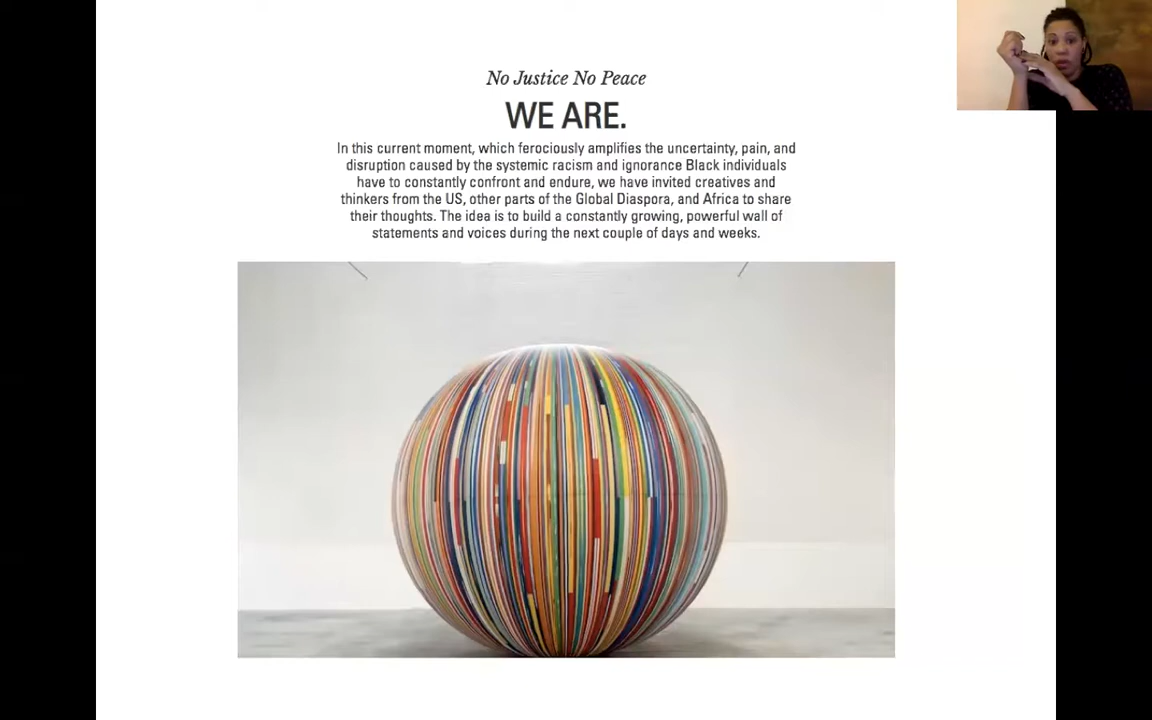 No Justice No Peace
WE ARE.
In this current moment, which ferociously amplifies the uncertainty, pain, and
disruption caused by the systemic racism and ignorance Black individuals
have to constantly confront and endure, we have invited creatives and
thinkers from the US, other parts of the Global Diaspora, and Africa to share
their thoughts. The idea is to build a constantly growing, powerful wall of
statements and voices during the next couple of days and weeks.